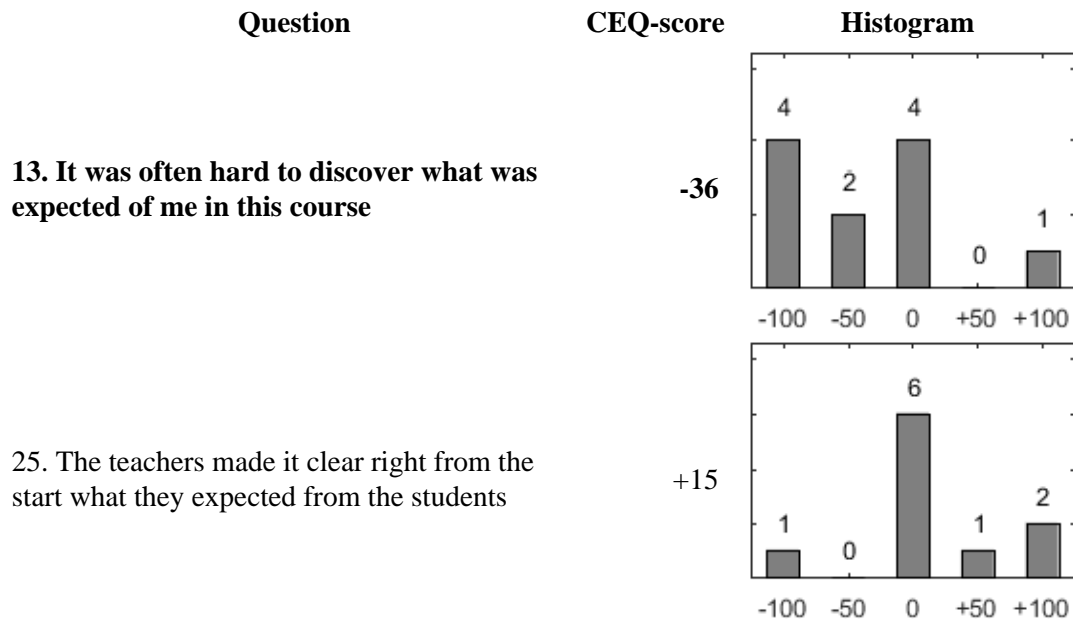 Question CEQ-score Histogram
4 4
2
1
0
13. It was often hard to discover what was
expected of me in this course
-36
-100 -50 0 +50 +100
6
2
1 1
0
25. The teachers made it clear right from the
start what they expected from the students
+15
-100 -50 0 +50 +100